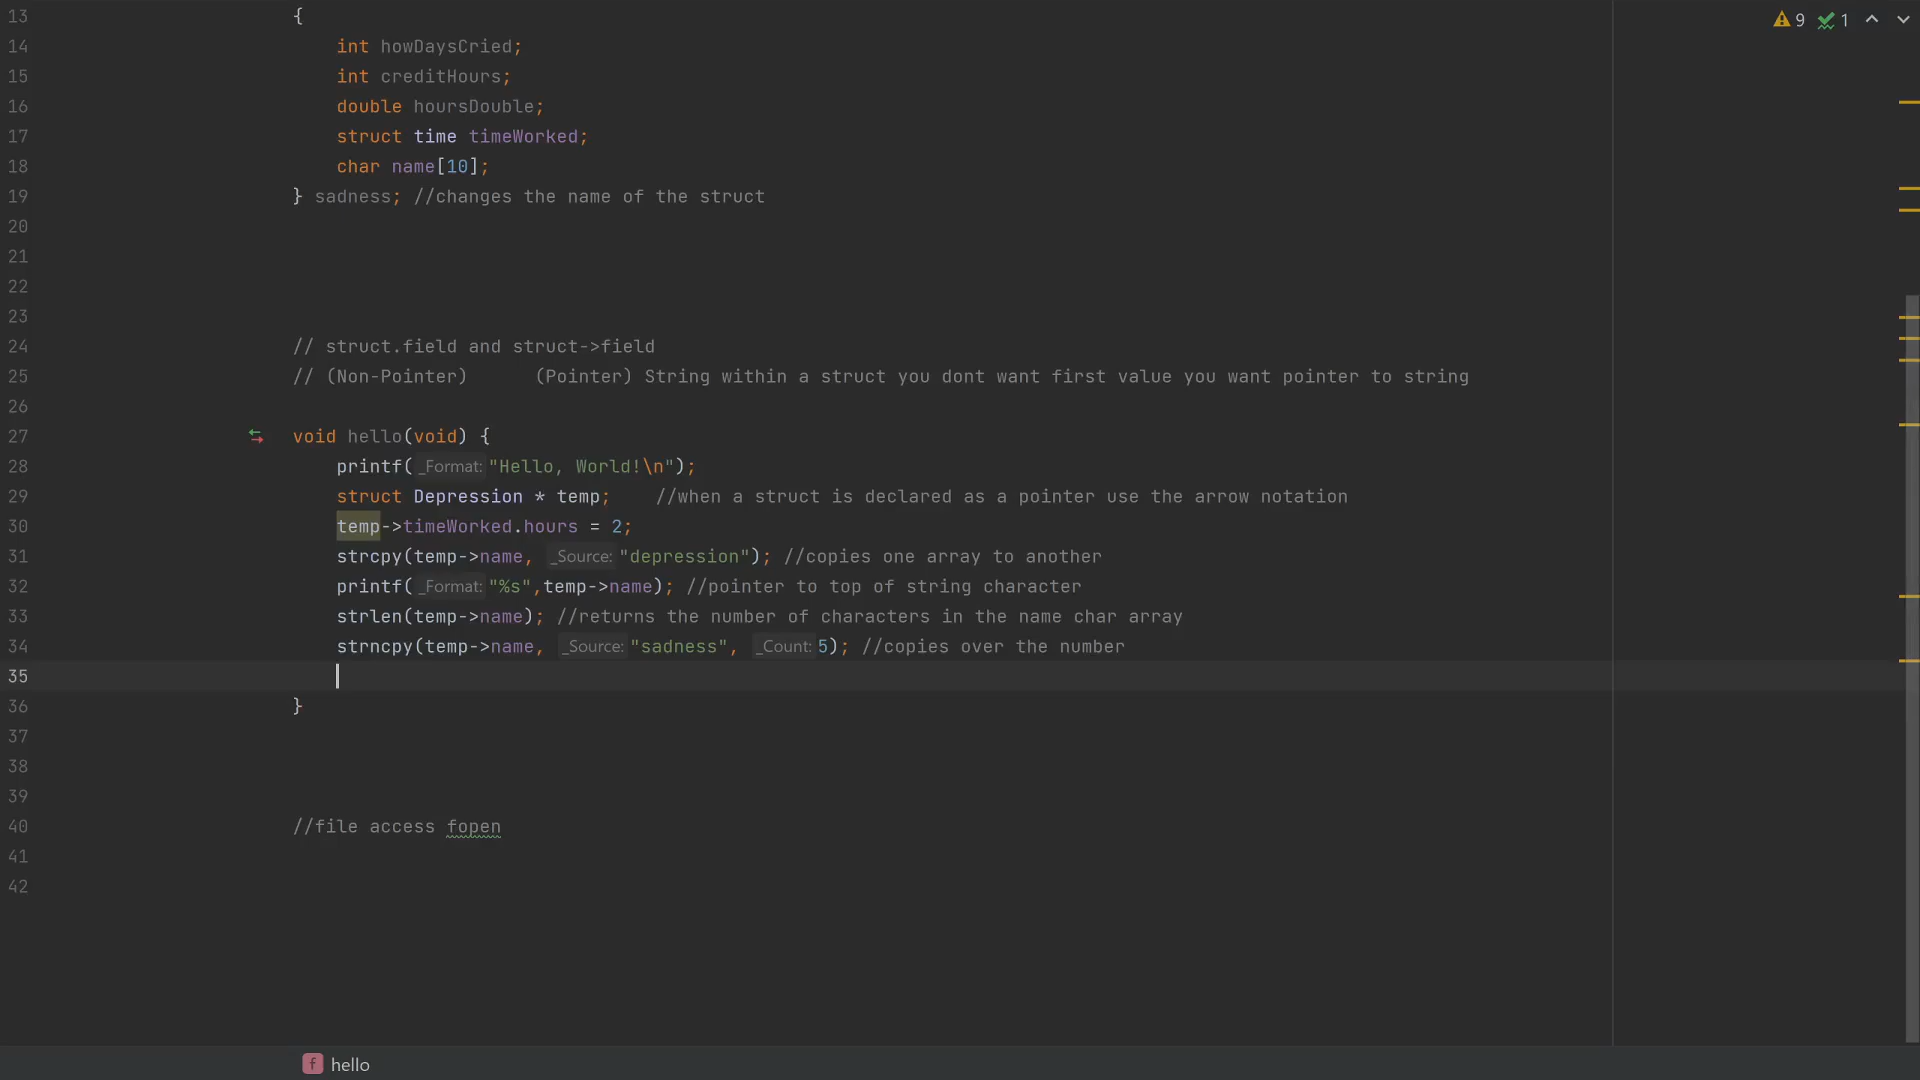 9 1
13 {
14 int howDaysCried;
15 int creditHours;
16 double hoursDouble;
17 struct time timeWorked;
18 char name[10];
19 } sadness; //changes the name of the struct
20
21
22
23
24 // struct.field and struct->field
25 // (Non-Pointer) (Pointer) String within a struct you dont want first value you want pointer to string
26
27 void hello(void) {
28 printf( _Format: "Hello, World!\n");
29 struct Depression * temp; //when a struct is declared as a pointer use the arrow notation
30 temp->timeWorked.hours = 2;
31 strcpy(temp->name, _Source: "depression"); //copies one array to another
32 printf( _Format: "%s",temp->name); //pointer to top of string character
33 strlen(temp->name); //returns the number of characters in the name char array
34 strncpy(temp->name, _Source: "sadness", _Count: 5); //copies over the number
35
36 }
37
38
39
40 //file access fopen
41
42
f hello